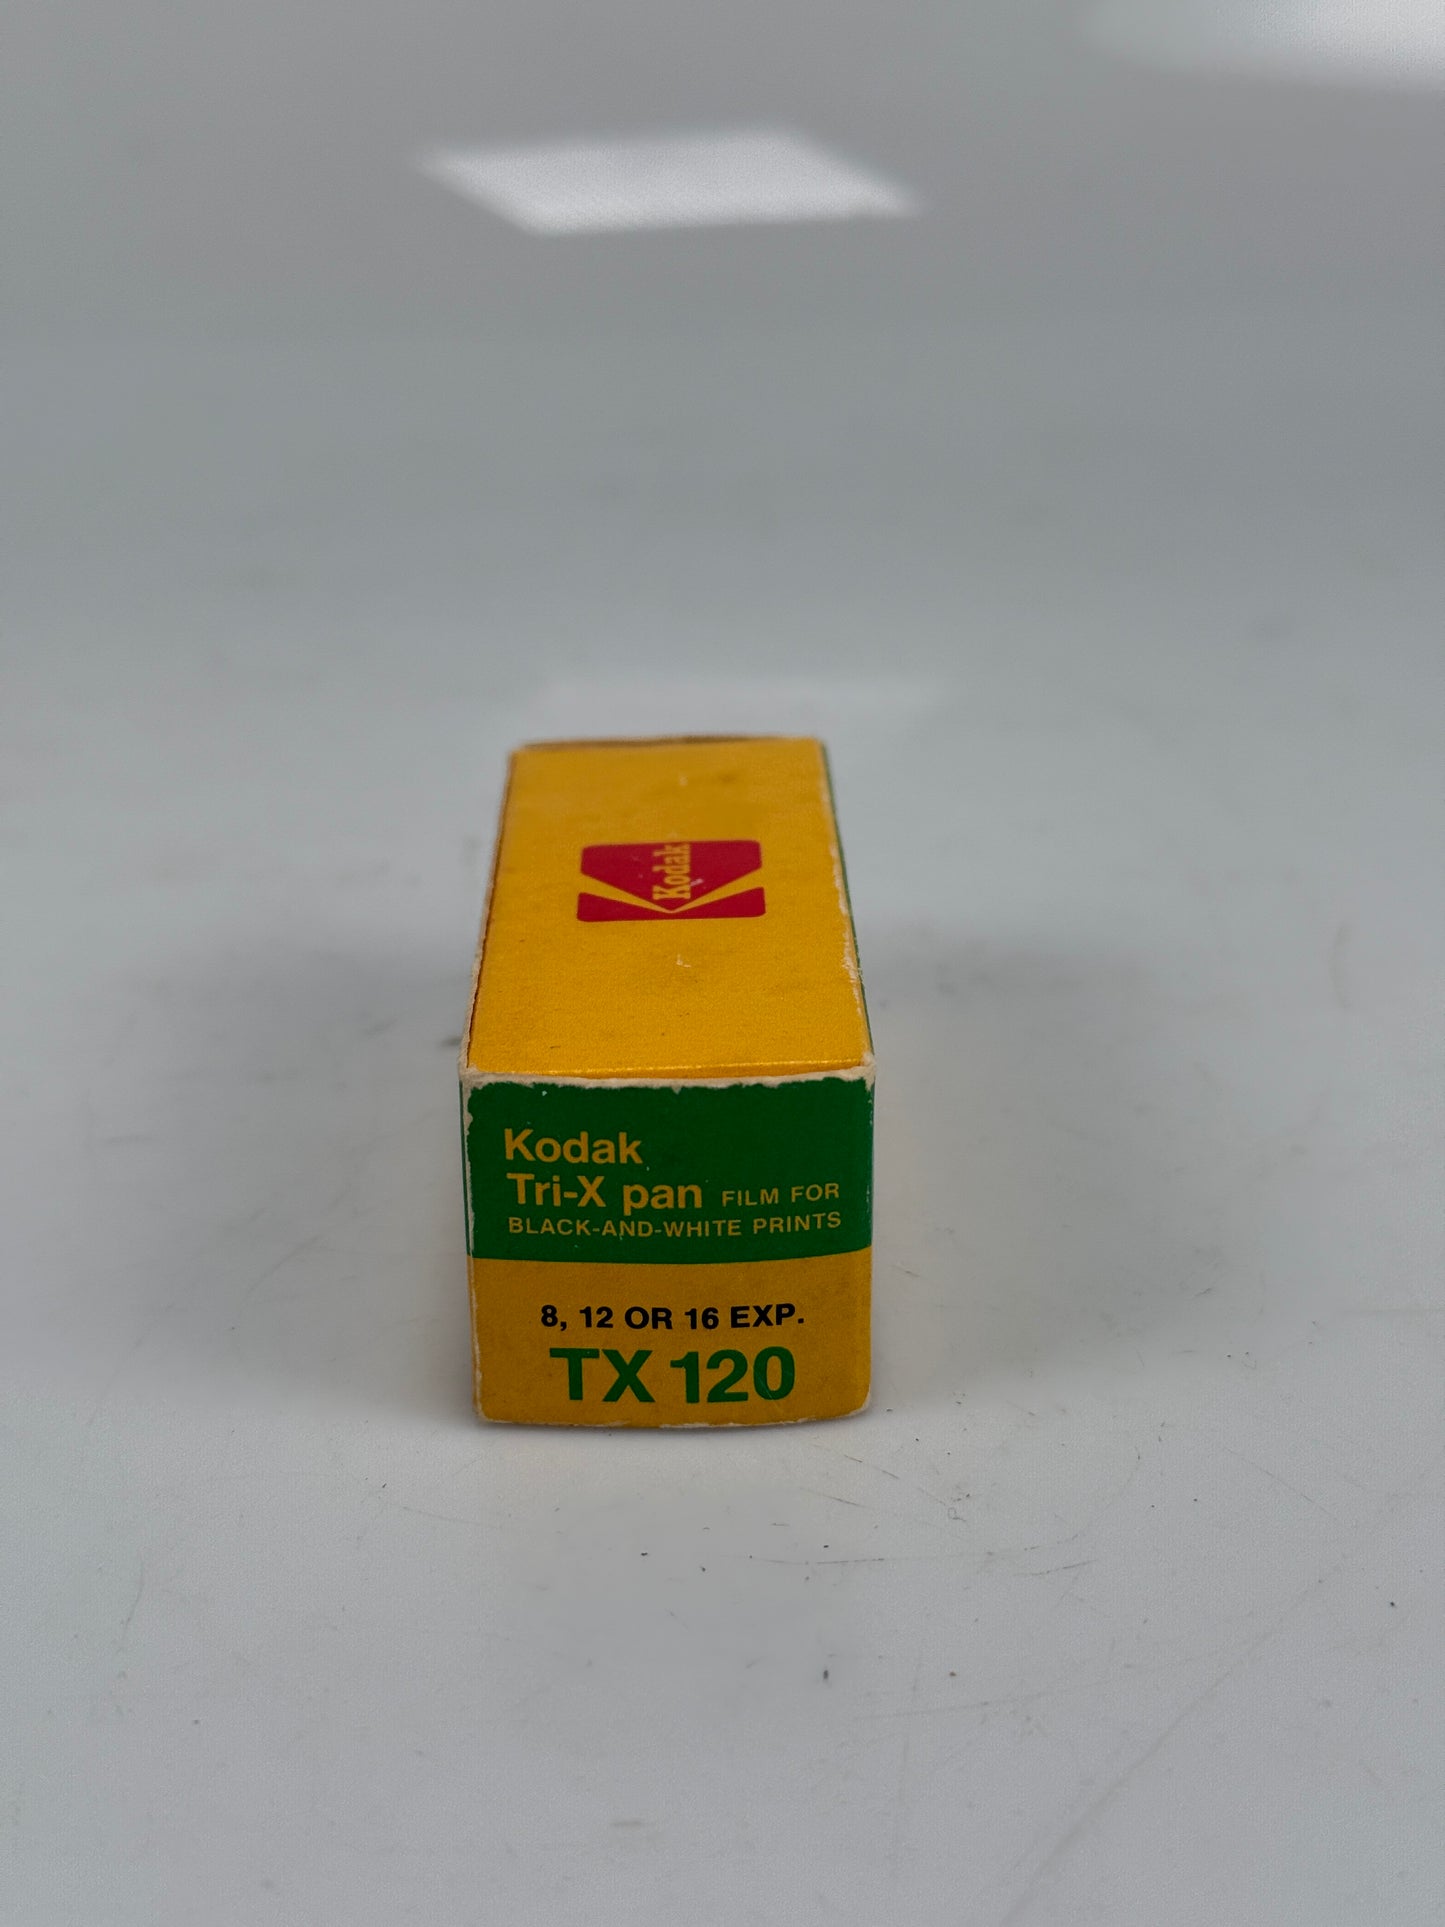 Kodak
Kodak
Tri-X pan FILM FOR
BLACK-AND-WHITE PRINTS
8, 12 OR 16 EXP.
TX 120